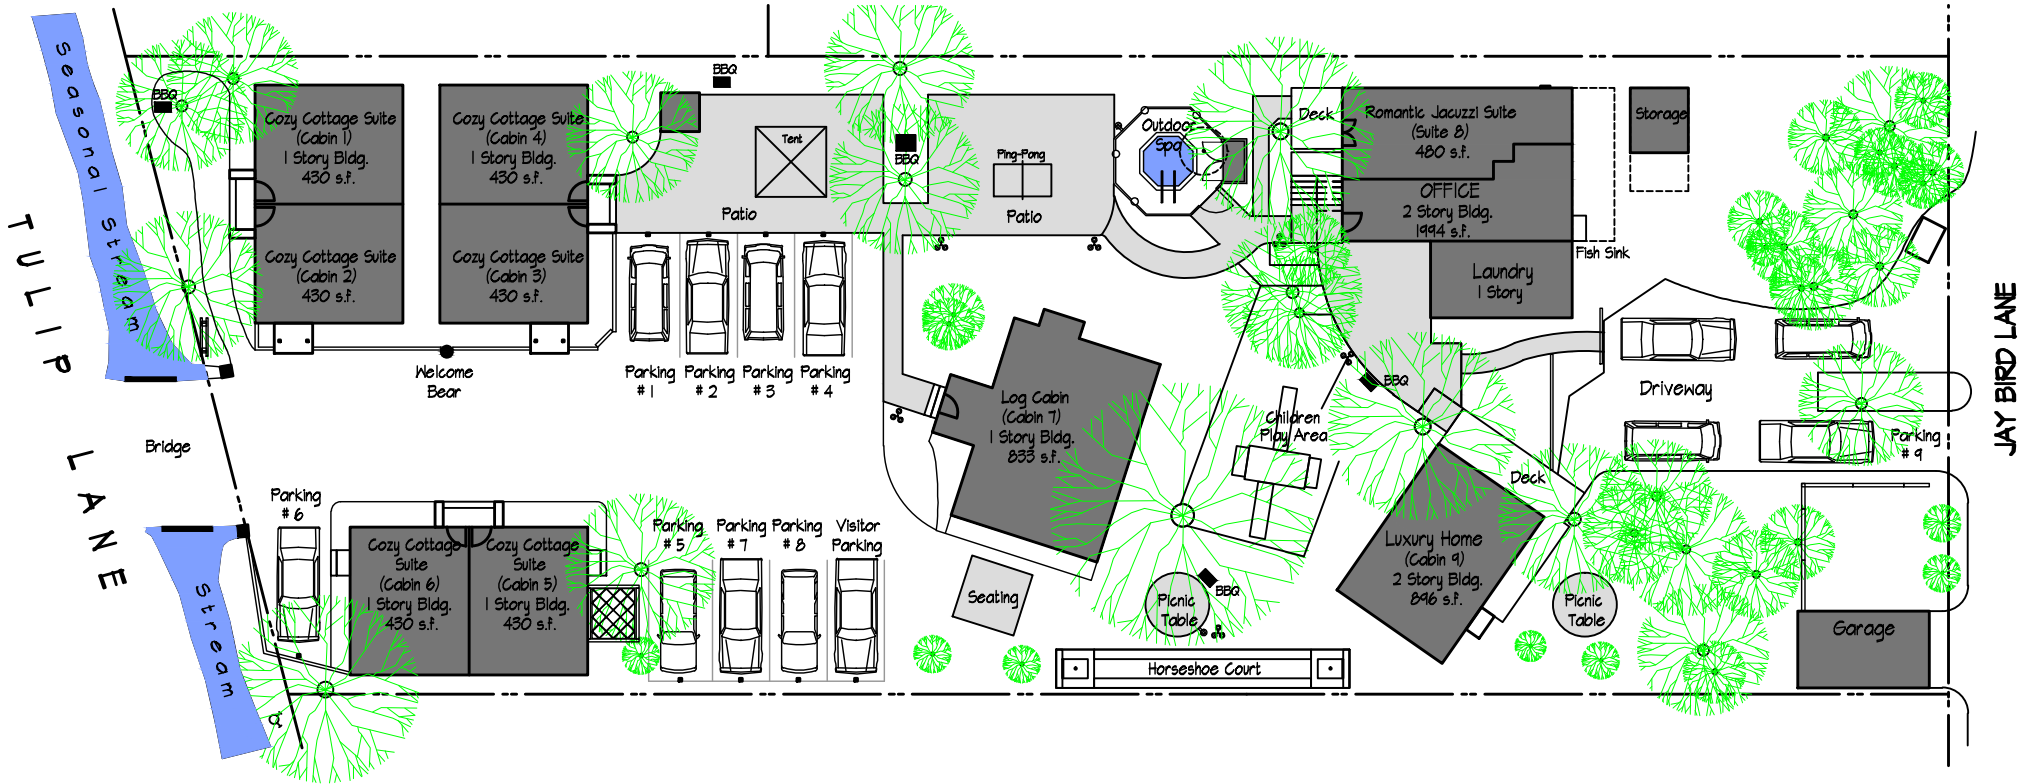 Seasonal Stream
TULIP LANE
BBQ
Cozy Cottage Suite
(Cabin 1)
1 Story Bldg.
430 s.f.
Cozy Cottage Suite
(Cabin 2)
430 s.f.
Cozy Cottage Suite
(Cabin 4)
1 Story Bldg.
430 s.f.
Cozy Cottage Suite
(Cabin 3)
430 s.f.
Welcome
Bear
BBQ
Tent
Patio
BBQ
Ping-Pong
Patio
Outdoor
Spa
Deck
Romantic Jacuzzi Suite
(Suite 8)
480 s.f.
OFFICE
2 Story Bldg.
1994 s.f.
Laundry
1 Story
Fish Sink
Storage
Parking
# 1
Parking
# 2
Parking
# 3
Parking
# 4
Log Cabin
(Cabin 7)
1 Story Bldg.
833 s.f.
Children
Play Area
BBQ
Driveway
Parking
# 9
JAY BIRD LANE
Bridge
Stream
Parking
# 6
Cozy Cottage
Suite
(Cabin 6)
1 Story Bldg.
430 s.f.
Cozy Cottage
Suite
(Cabin 5)
1 Story Bldg.
430 s.f.
Parking
# 5
Parking
# 7
Parking
# 8
Visitor
Parking
Seating
Picnic
Table
BBQ
Horseshoe Court
Deck
Luxury Home
(Cabin 9)
2 Story Bldg.
896 s.f.
Picnic
Table
Garage